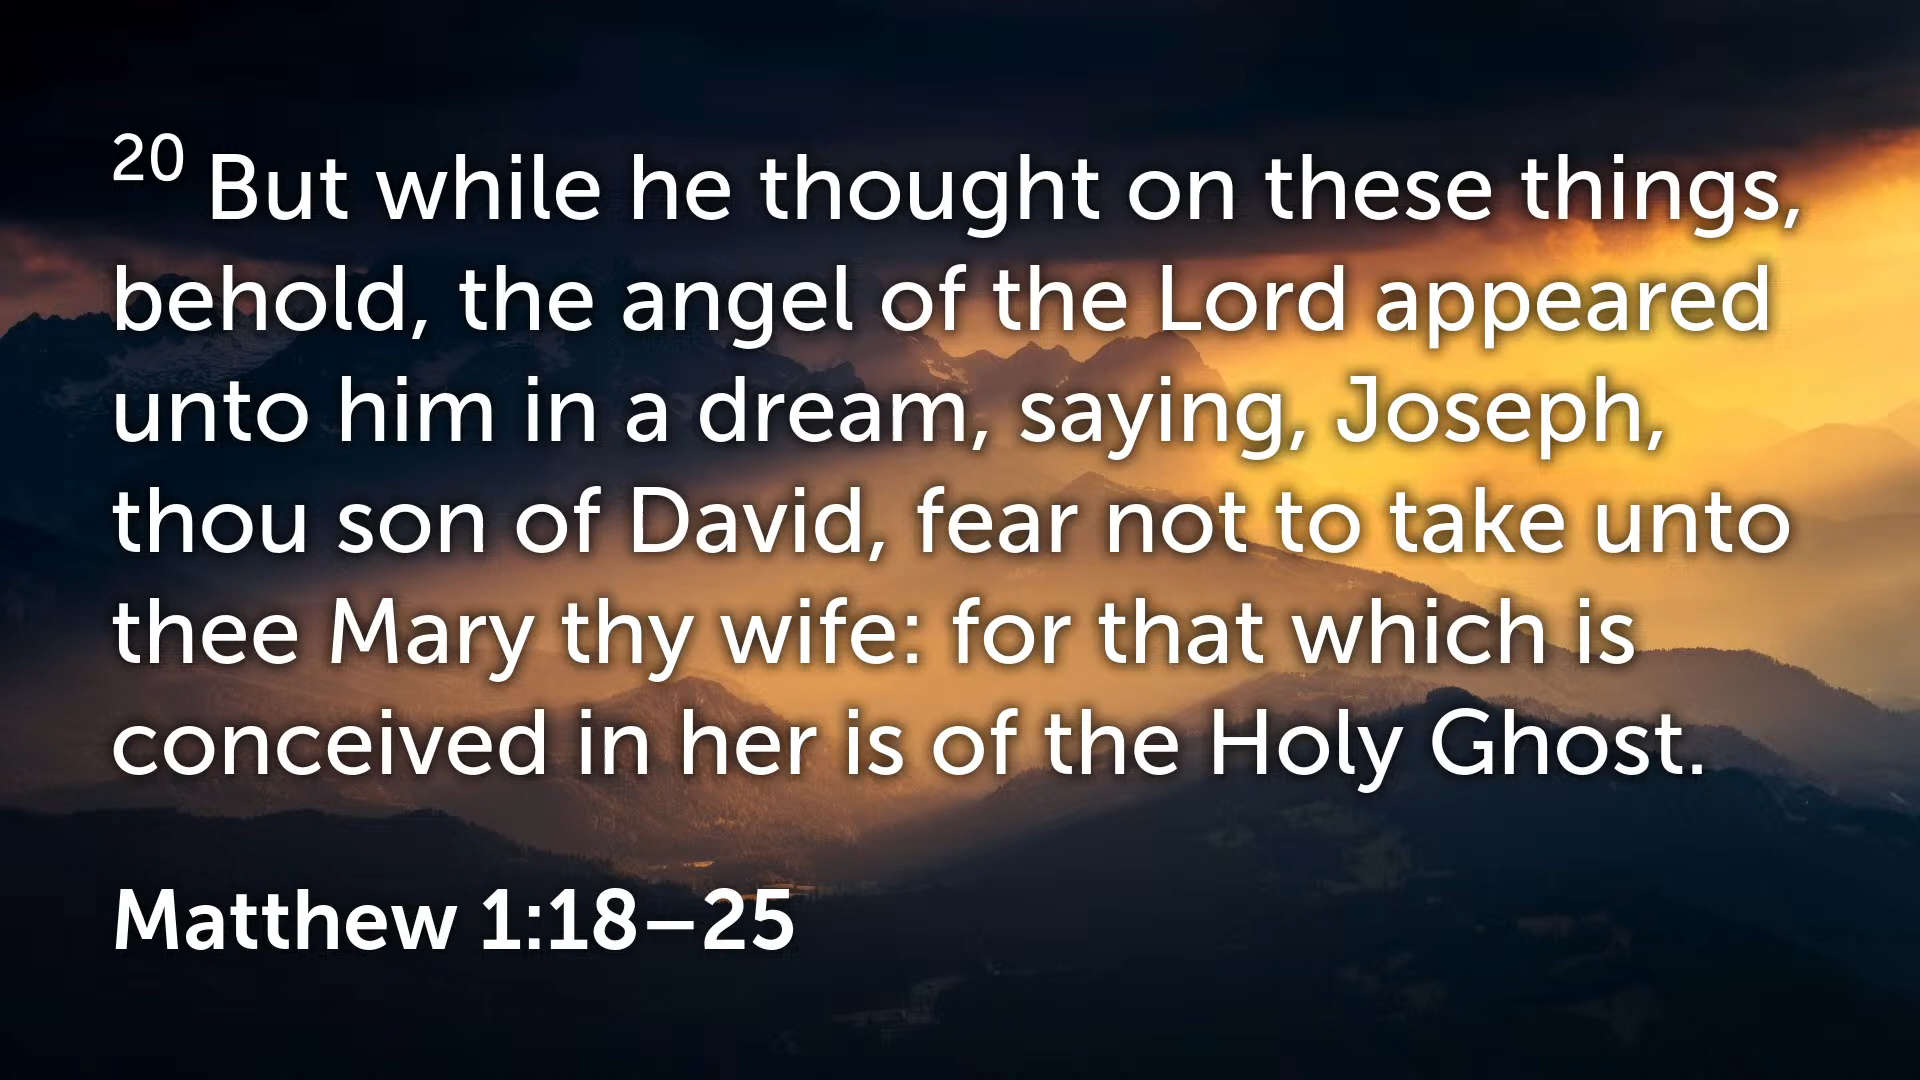 20 But while he thought on these things,
behold, the angel of the Lord appeared
unto him in a dream, saying, Joseph,
thou son of David, fear not to take unto
thee Mary thy wife: for that which is
conceived in her is of the Holy Ghost.
Matthew 1:18–25